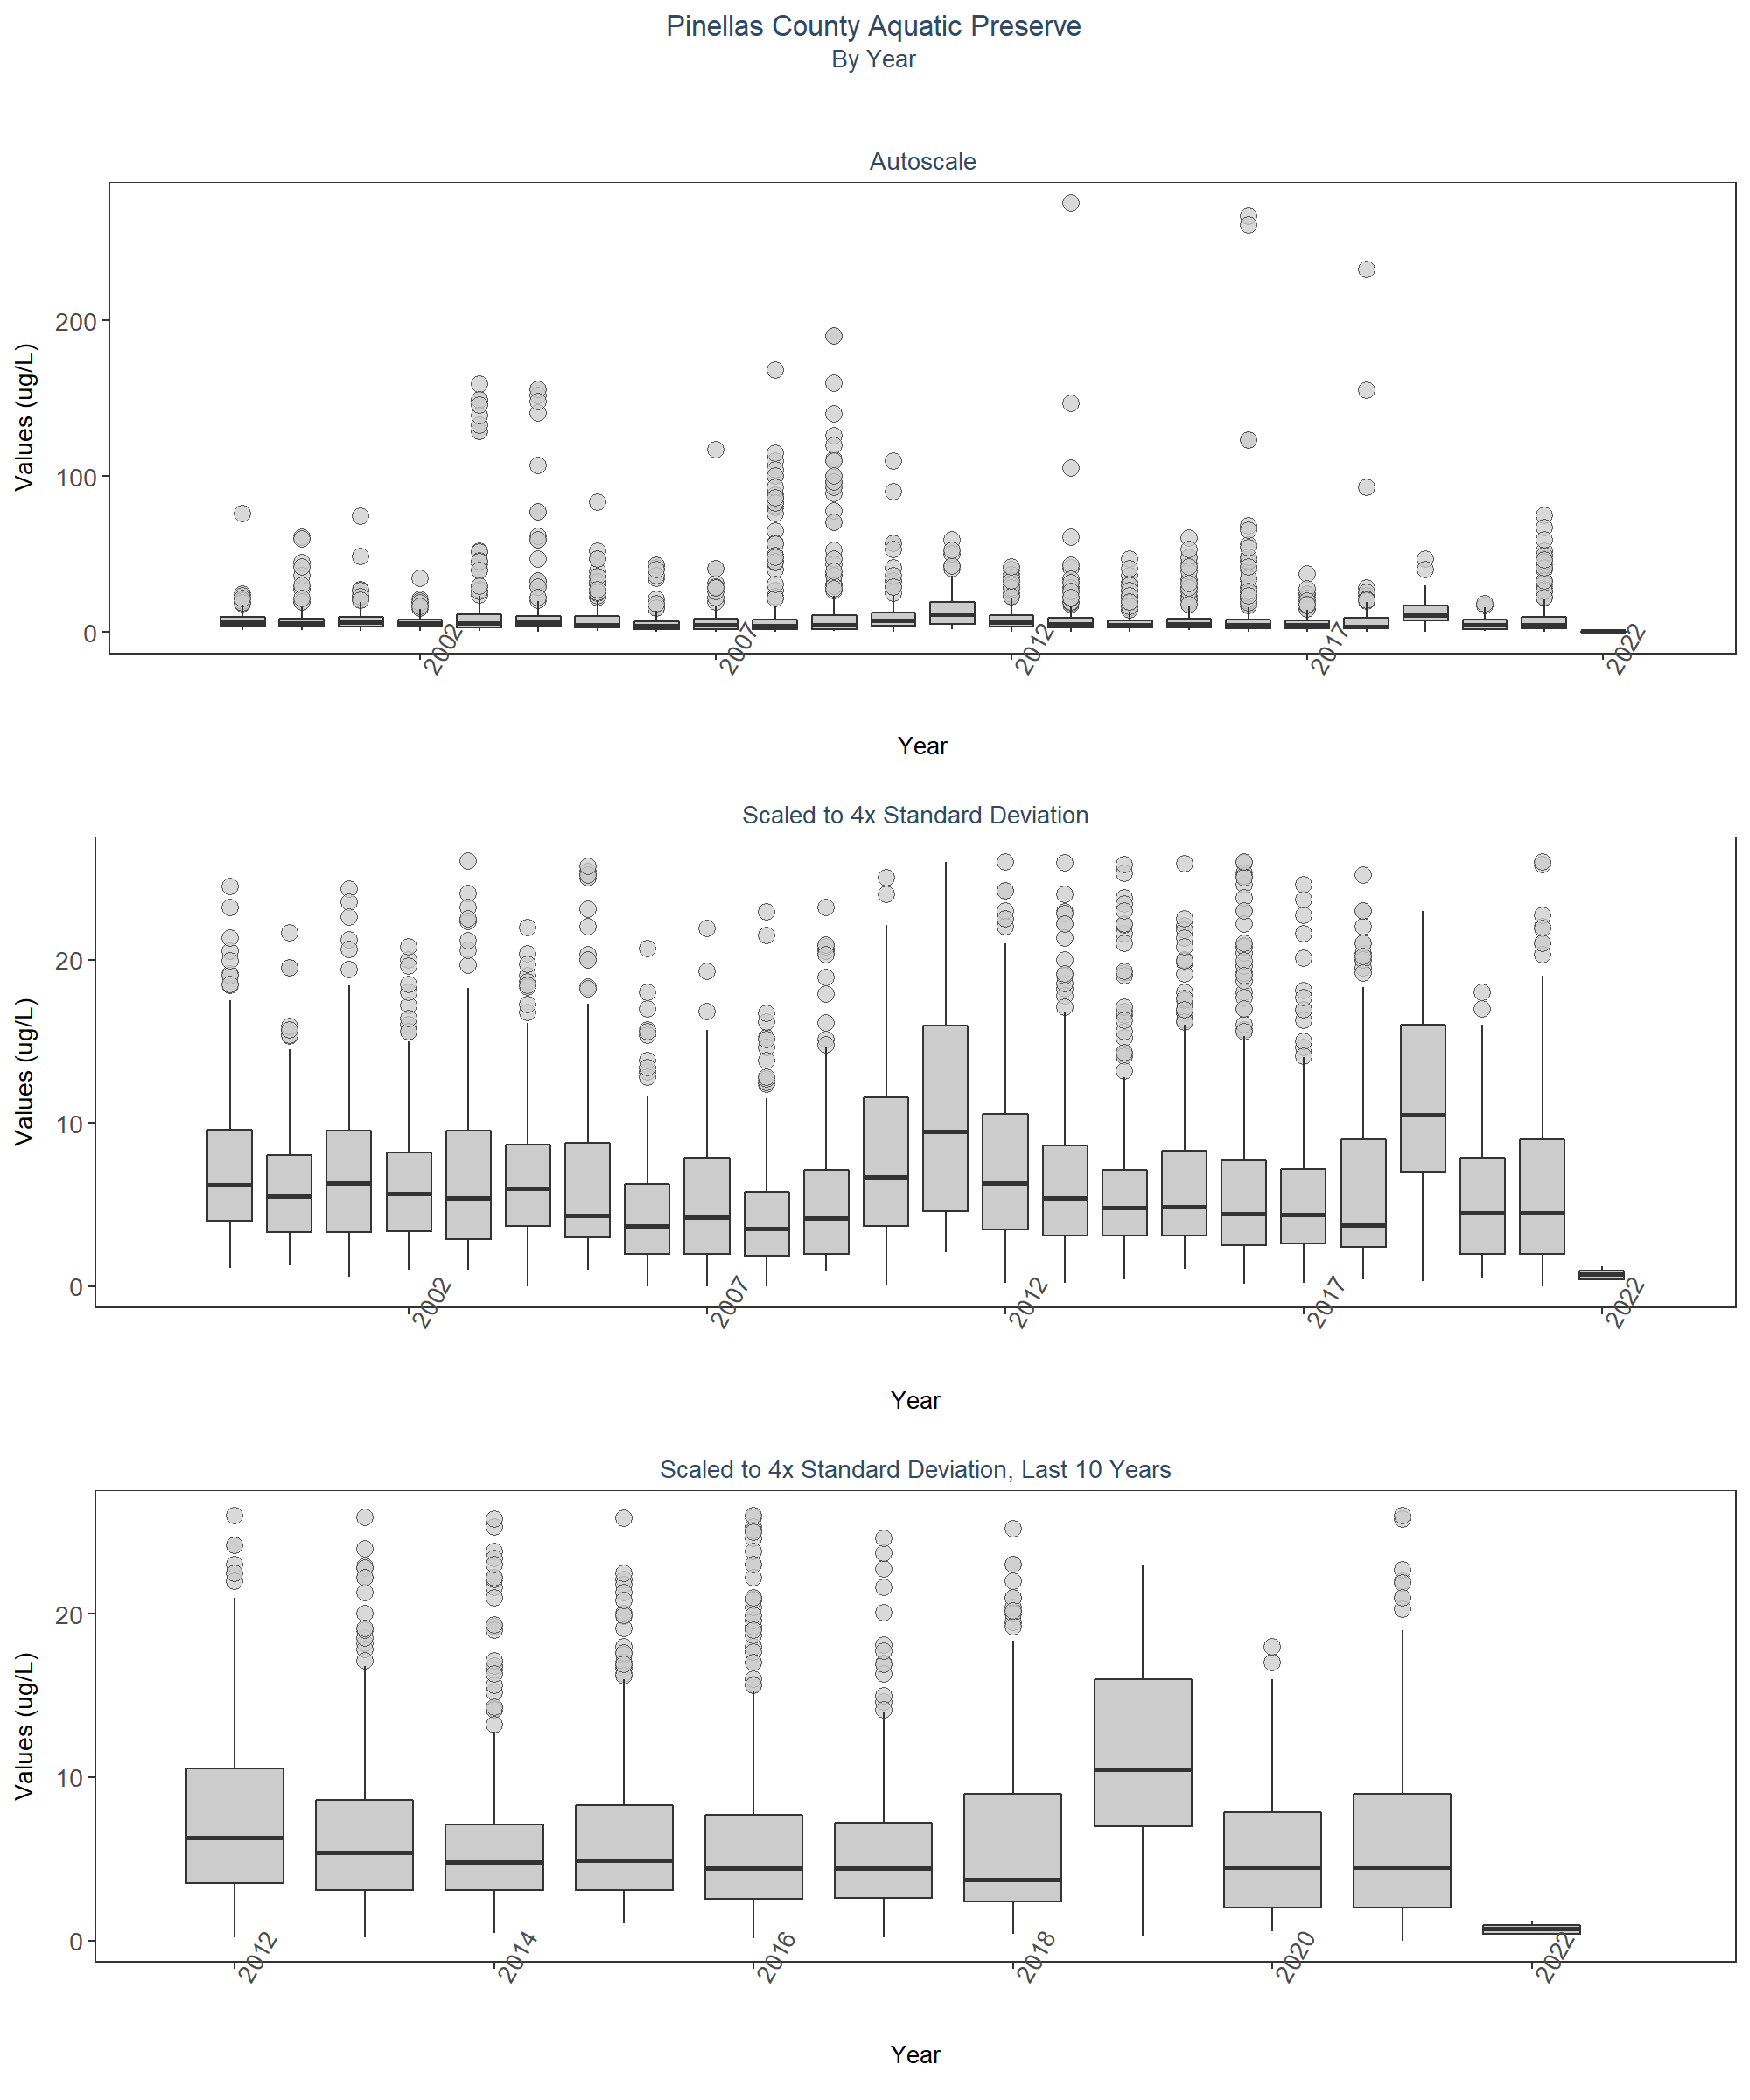 Pinellas County Aquatic Preserve
By Year
Autoscale
Values (ug/L)
200
100
0
2002
2007
2012
2017
2022
Year
Scaled to 4x Standard Deviation
Values (ug/L)
20
10
0
2002
2007
2012
2017
2022
Year
Scaled to 4x Standard Deviation, Last 10 Years
Values (ug/L)
20
10
0
2012
2014
2016
2018
2020
2022
Year